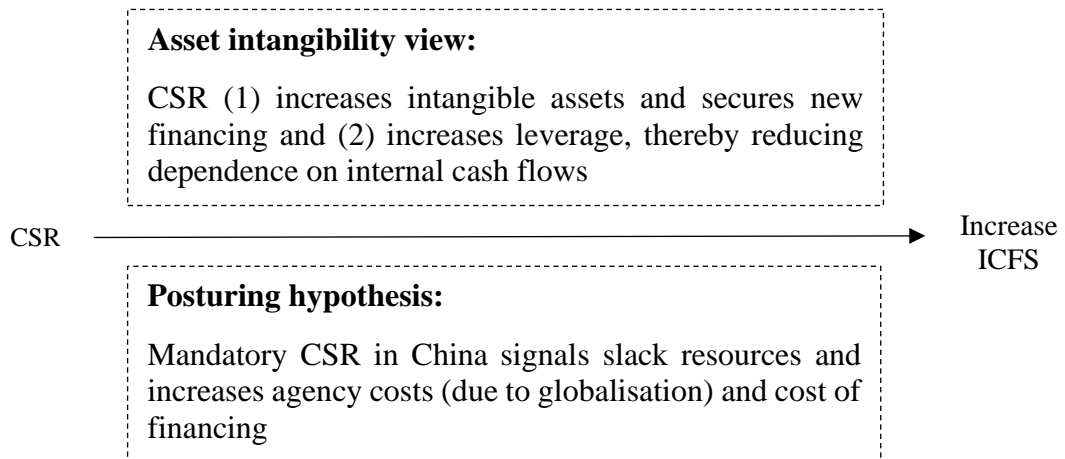 Asset intangibility view:
CSR (1) increases intangible assets and secures new
financing and (2) increases leverage, thereby reducing
dependence on internal cash flows
CSR
Increase
ICFS
Posturing hypothesis:
Mandatory CSR in China signals slack resources and
increases agency costs (due to globalisation) and cost of
financing